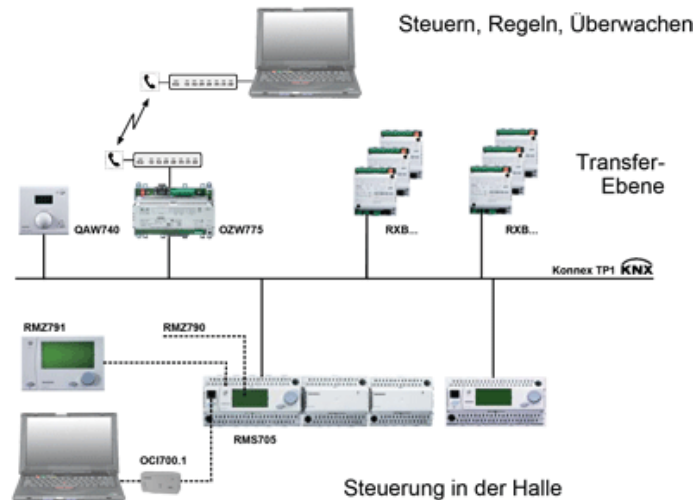 Steuern, Regeln, Überwachen
Transfer-
Ebene
QAW740
OZW775
RXB...
RXB...
Konnex TP1 KNX
RMZ791
RMZ790
RMS705
OCI700.1
Steuerung in der Halle